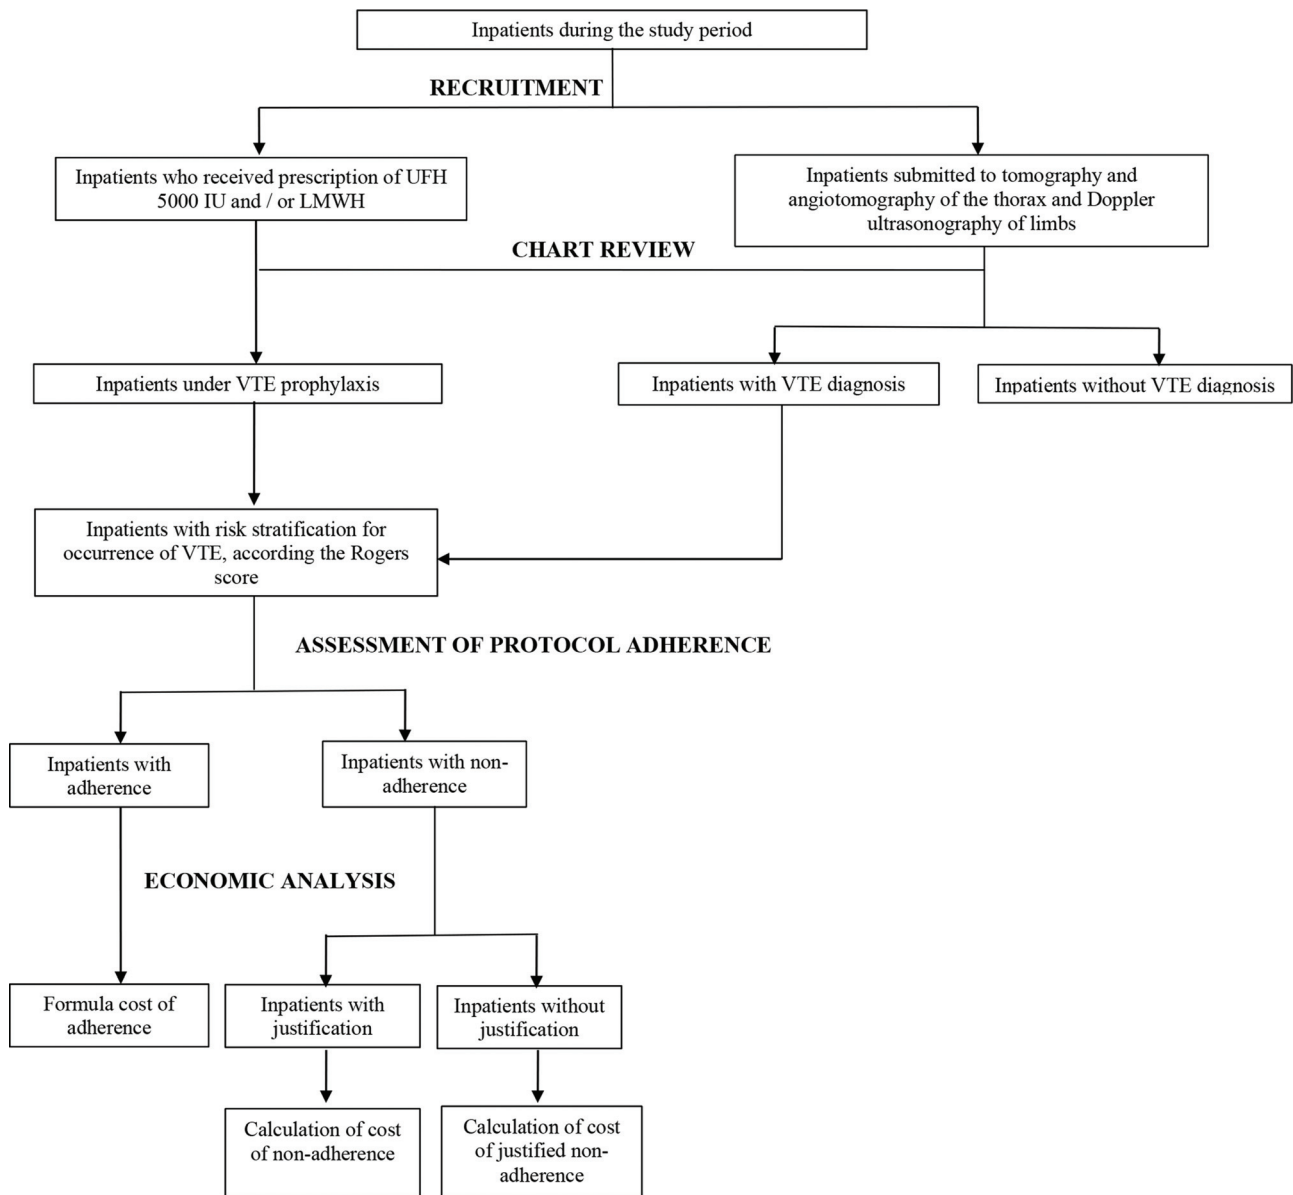 Inpatients during the study period
RECRUITMENT
Inpatients who received prescription of UFH
5000 IU and / or LMWH
Inpatients submitted to tomography and
angiotomography of the thorax and Doppler
ultrasonography of limbs
CHART REVIEW
Inpatients under VTE prophylaxis
Inpatients with VTE diagnosis
Inpatients without VTE diagnosis
Inpatients with risk stratification for
occurrence of VTE, according the Rogers
score
ASSESSMENT OF PROTOCOL ADHERENCE
Inpatients with
adherence
Inpatients with non-
adherence
ECONOMIC ANALYSIS
Formula cost of
adherence
Inpatients with
justification
Inpatients without
justification
Calculation of cost
of non-adherence
Calculation of cost
of justified non-
adherence